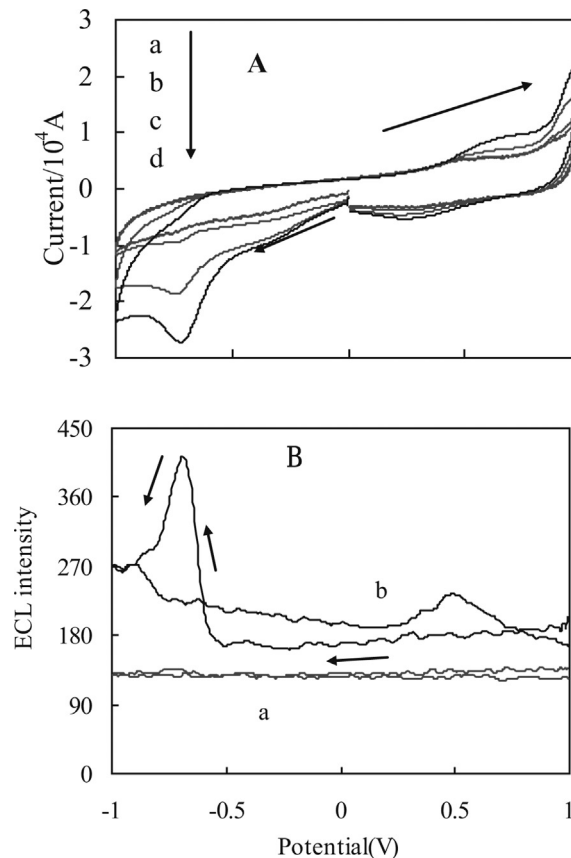 3
2
1
0
-1
-2
-3
Current/10⁴A
a
b
c
d
A
450
360
270
180
90
0
ECL intensity
B
b
a
-1
-0.5
0
0.5
1
Potential(V)